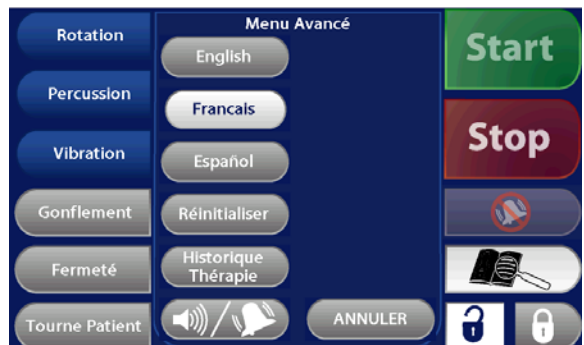 Rotation
Percussion
Vibration
Gonflement
Fermeté
Tourne Patient
Menu Avancé
English
Francais
Español
Réinitialiser
Historique
Thérapie
ANNULER
Start
Stop